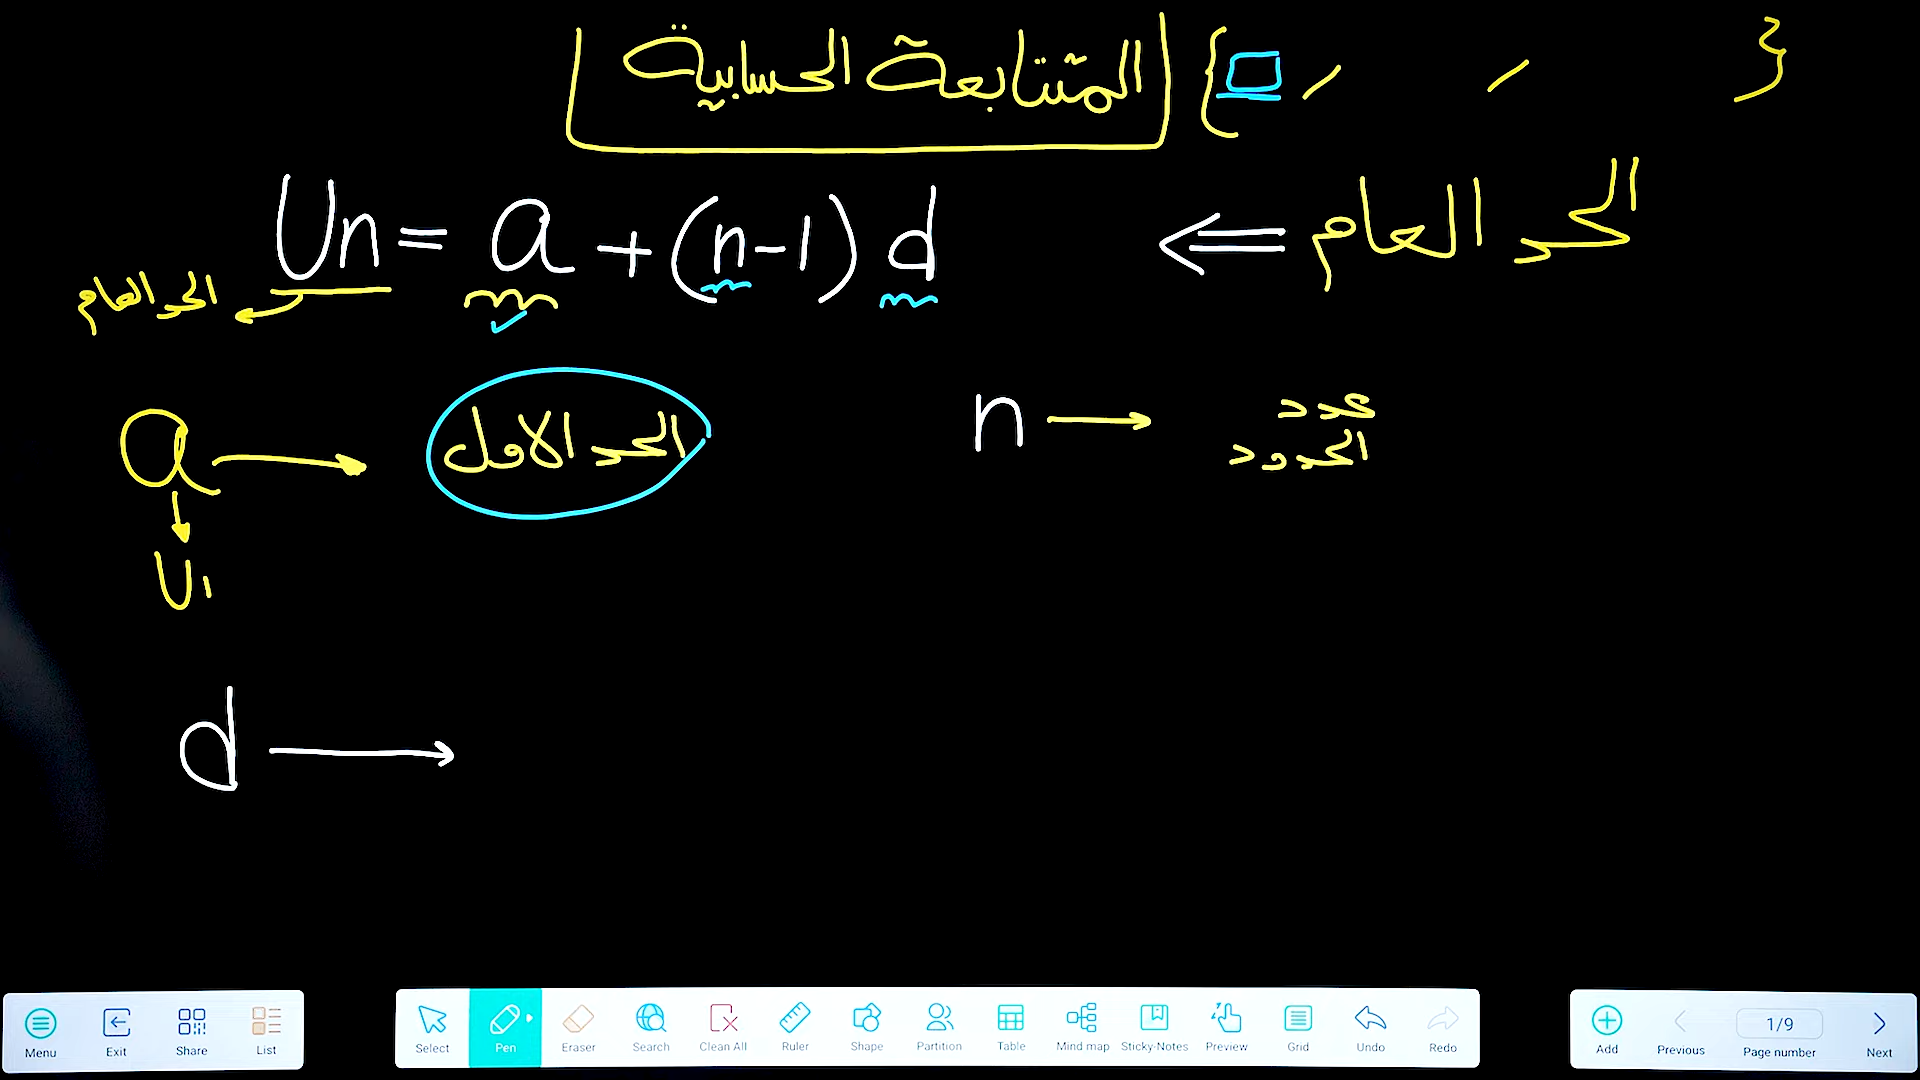 المتتابعة الحسابية { □ , , }
Un = a + (n-1) d ⇐ الحد العام
الحد العام
a → الحد الاول
n → عدد الحدود
U1
d →
Menu Exit Share List
Select Pen Eraser Search Clean All Ruler Shape Partition Table Mind map Sticky-Notes Preview Grid Undo Redo
Add Previous 1/9 Page number Next